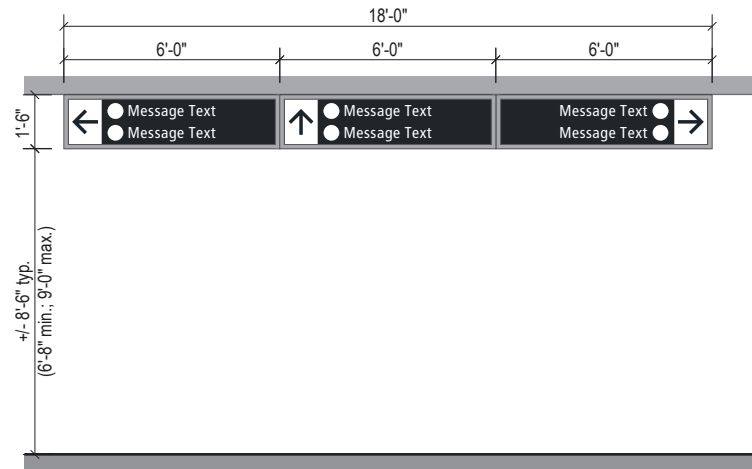 18'-0"
6'-0"
6'-0"
6'-0"
1'-6"
Message Text
Message Text
Message Text
Message Text
Message Text
Message Text
+/- 8'-6" typ.
(6'-8" min.; 9'-0" max.)